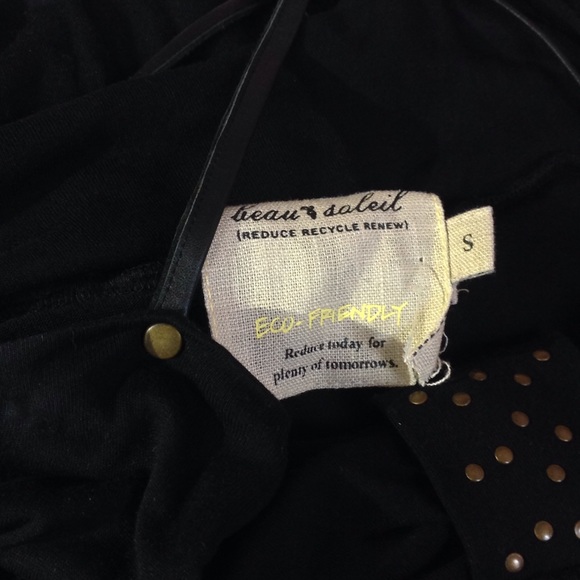 beau soleil
(REDUCE RECYCLE RENEW)
S
ECO-FRIENDLY
Reduce today for
plenty of tomorrows.